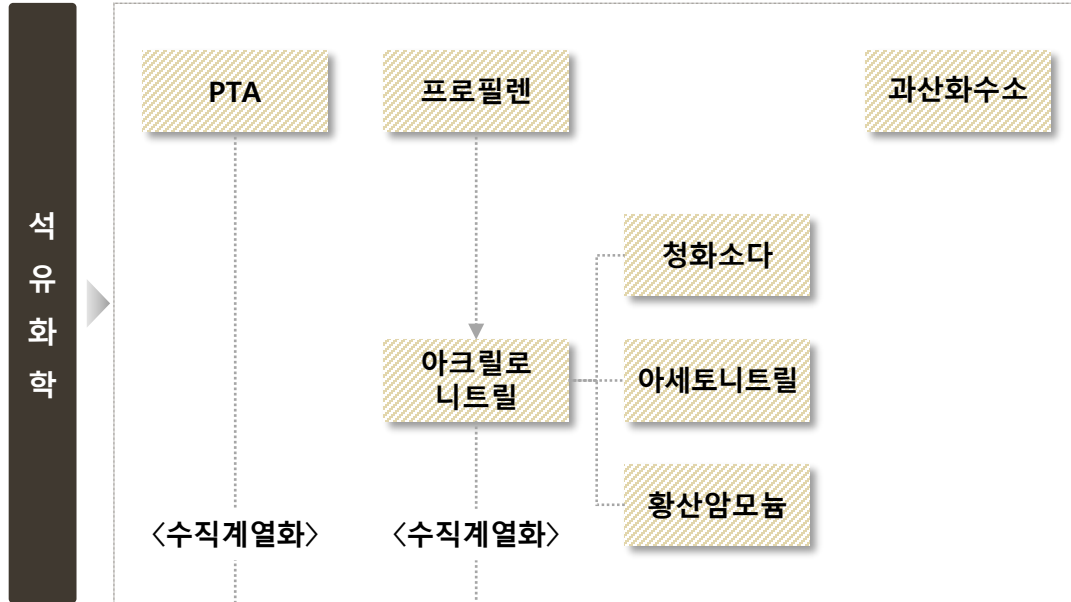 석
유
화
학
PTA
프로필렌
과산화수소
청화소다
아크릴로
니트릴
아세토니트릴
황산암모늄
<수직계열화>
<수직계열화>